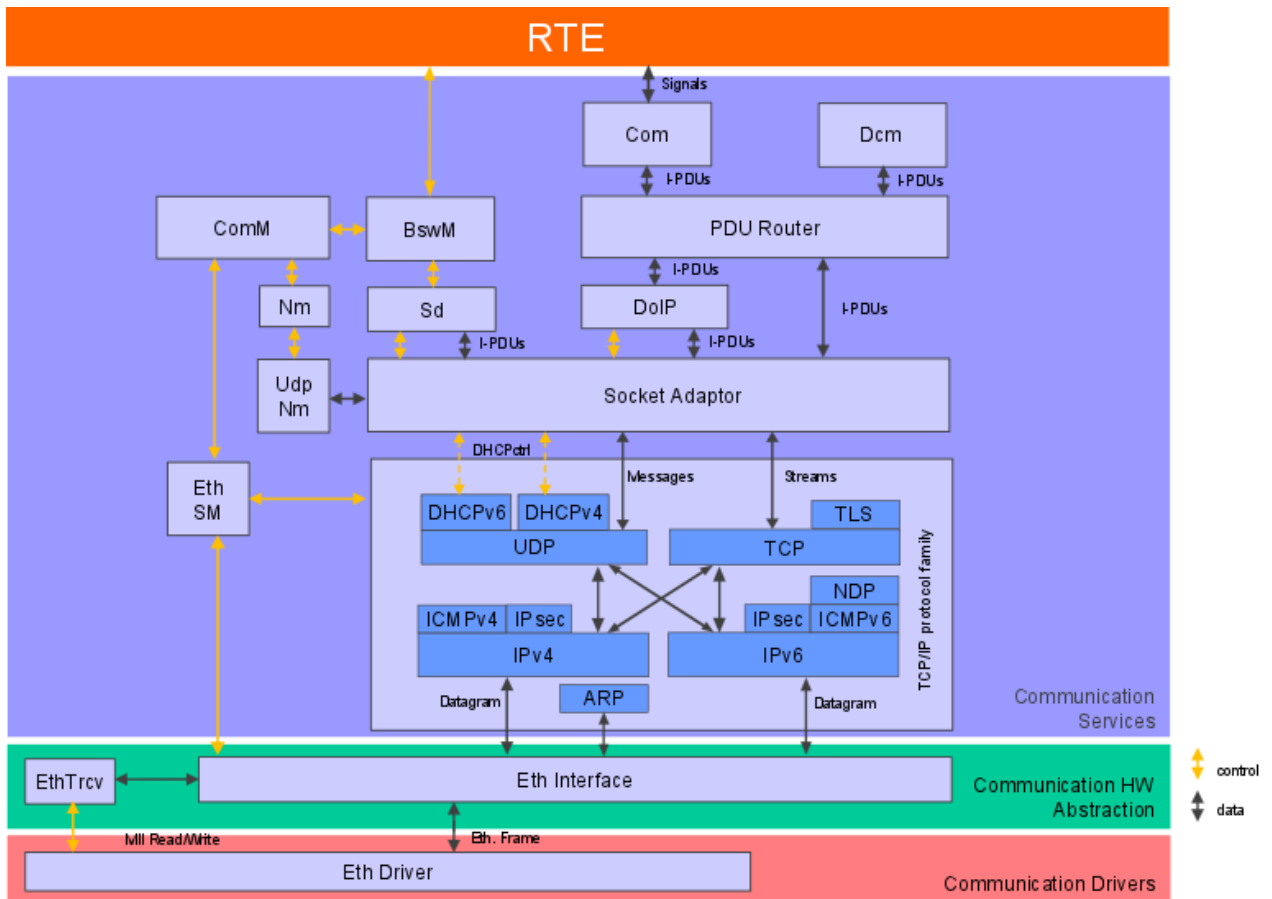 RTE
Signals
Com
Dcm
I-PDUs
I-PDUs
ComM
BswM
PDU Router
I-PDUs
Nm
Sd
DoIP
I-PDUs
I-PDUs
I-PDUs
Udp
Nm
Socket Adaptor
DHCPctrl
Messages
Streams
Eth
SM
DHCPv6
DHCPv4
TLS
UDP
TCP
NDP
ICMPv4
IPsec
IPsec
ICMPv6
IPv4
IPv6
TCP/IP protocol family
Datagram
ARP
Datagram
Communication
Services
EthTrcv
Eth Interface
Communication HW
Abstraction
control
data
MII Read/Write
Eth. Frame
Eth Driver
Communication Drivers